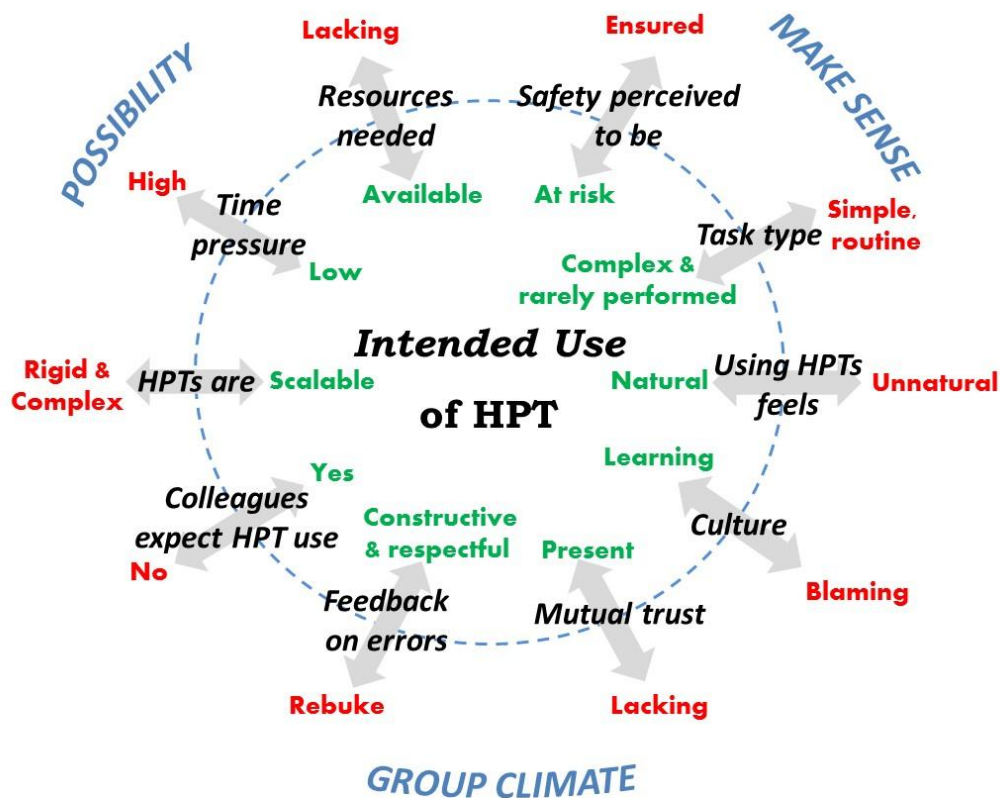 POSSIBILITY
MAKE SENSE
Lacking
Resources
needed
Available
Ensured
Safety perceived
to be
At risk
High
Time
pressure
Low
Simple,
routine
Task type
Complex &
rarely performed
Intended Use
of HPT
Rigid &
Complex
HPTs are
Scalable
Natural
Using HPTs
feels
Unnatural
Yes
Colleagues
expect HPT use
No
Learning
Culture
Blaming
Constructive
& respectful
Feedback
on errors
Rebuke
Present
Mutual trust
Lacking
GROUP CLIMATE